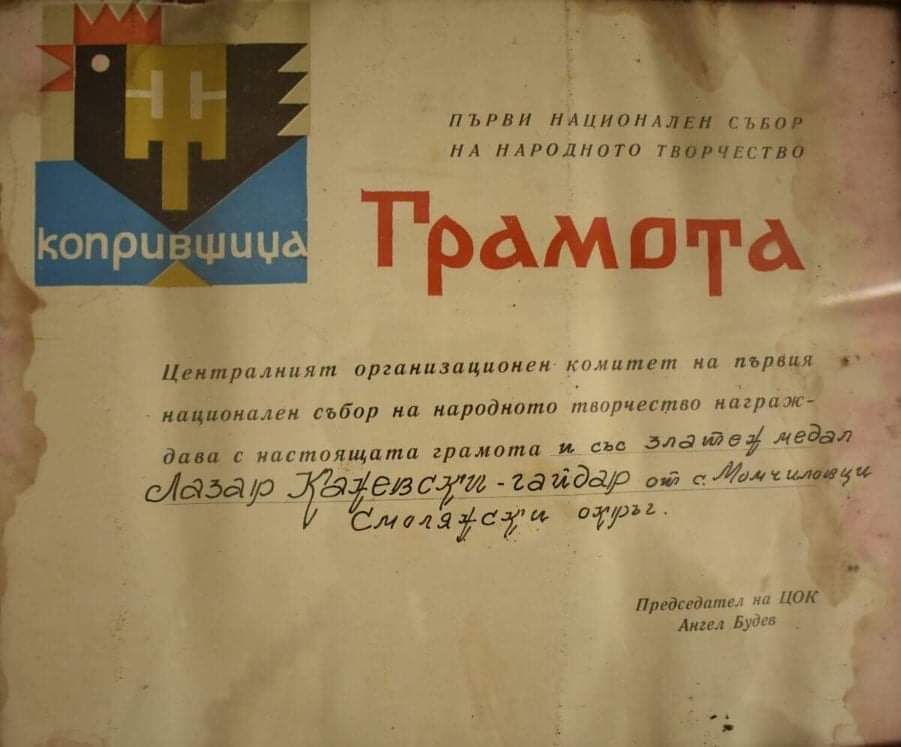 копривщица
ПЪРВИ НАЦИОНАЛЕН СЪБОР
НА НАРОДНОТО ТВОРЧЕСТВО
Грамота
Централният организационен комитет на първия
национален събор на народното творчество награж-
дава с настоящата грамота и със златен медал
Лазар Каневски - гайдар от с. Момчиловци
Смолянски окръг.
Председател на ЦОК
Ангел Будев